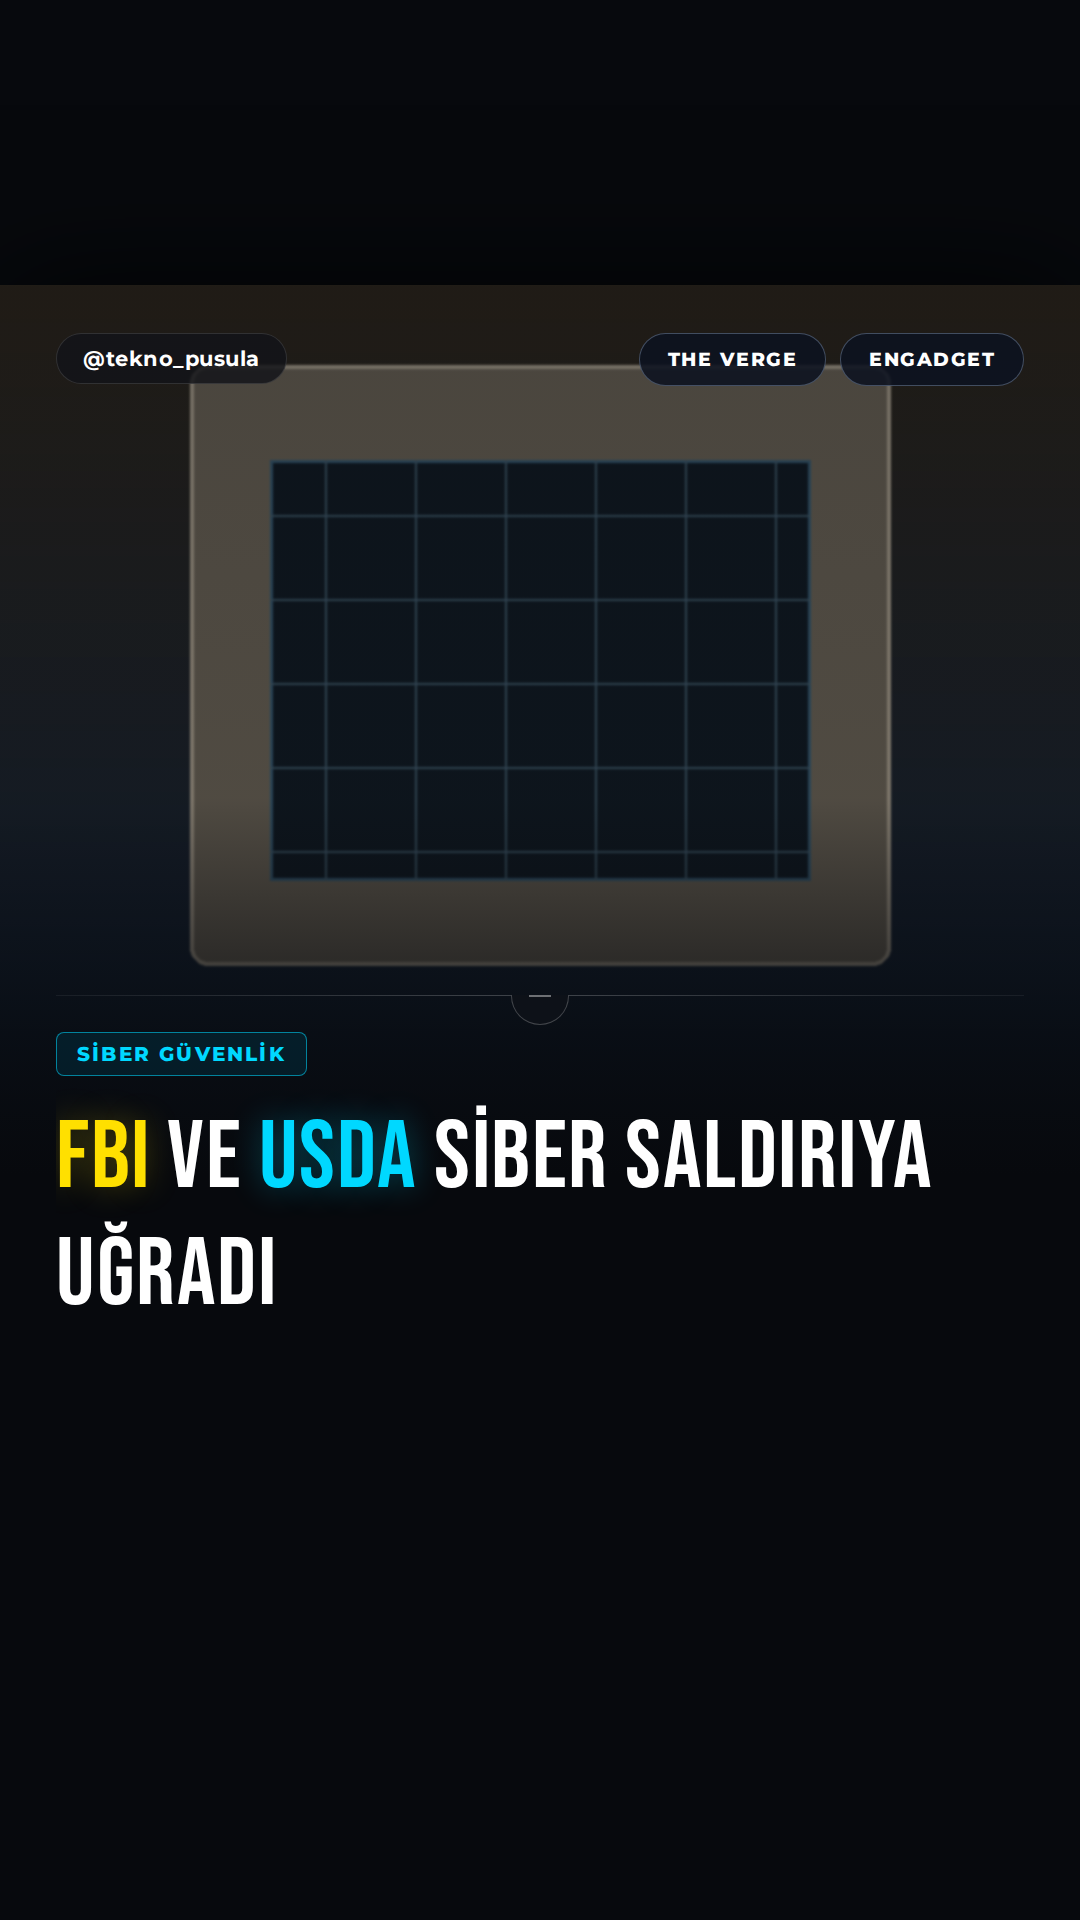 @tekno_pusula
THE VERGE
ENGADGET
SİBER GÜVENLİK
FBI VE USDA SİBER SALDIRIYA
UĞRADI